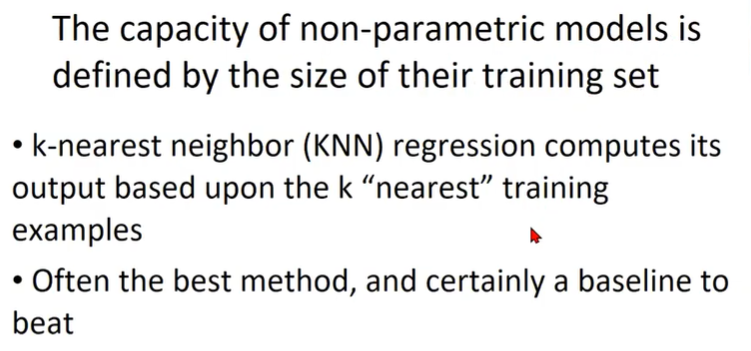 The capacity of non-parametric models is
defined by the size of their training set
• k-nearest neighbor (KNN) regression computes its
output based upon the k “nearest” training
examples
• Often the best method, and certainly a baseline to
beat